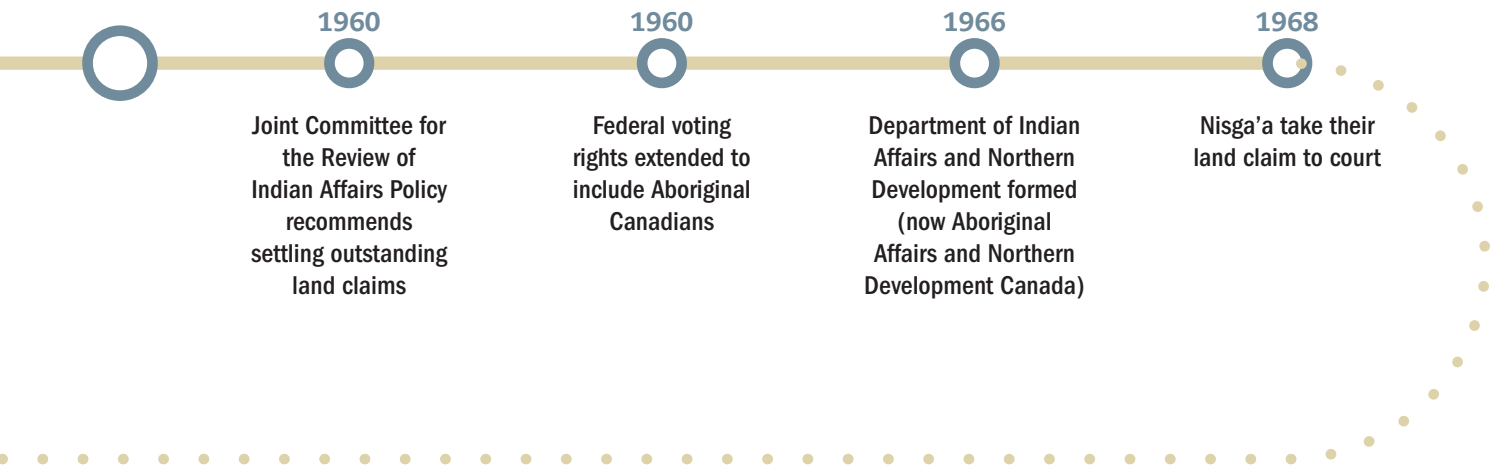 1960
Joint Committee for
the Review of
Indian Affairs Policy
recommends
settling outstanding
land claims
1960
Federal voting
rights extended to
include Aboriginal
Canadians
1966
Department of Indian
Affairs and Northern
Development formed
(now Aboriginal
Affairs and Northern
Development Canada)
1968
Nisga’a take their
land claim to court